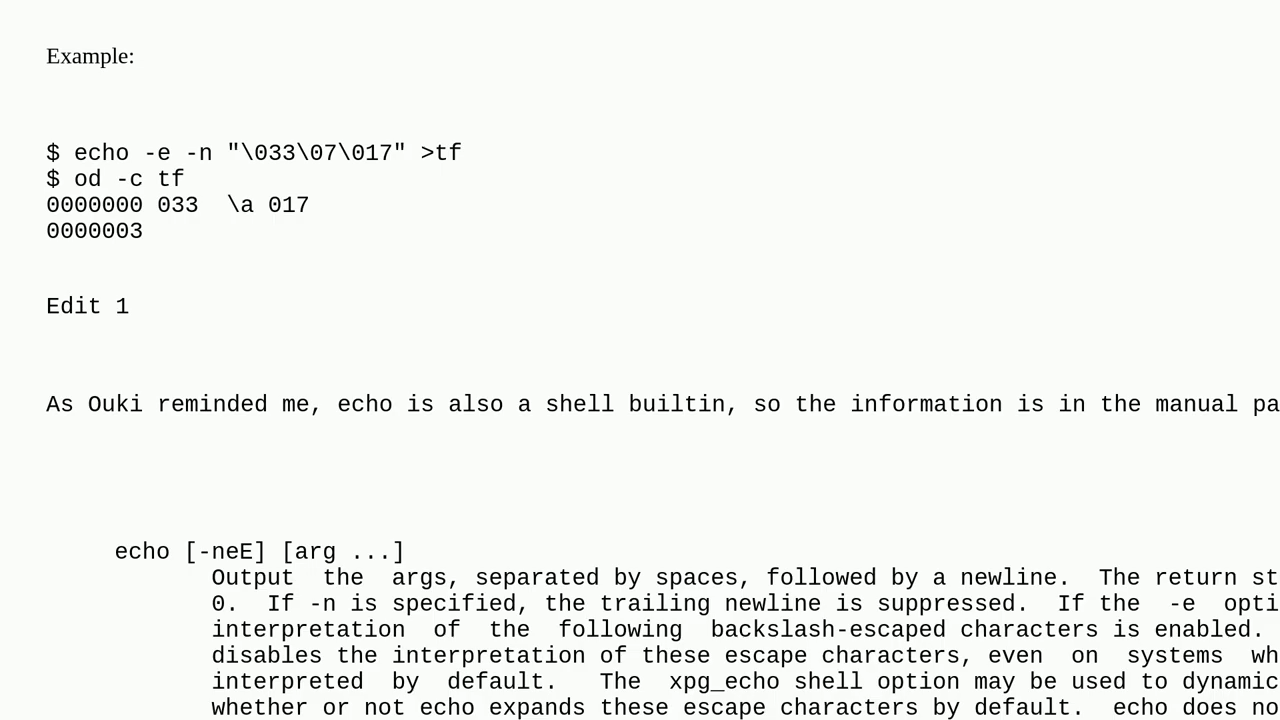 Example:
$ echo -e -n "\033\07\017" >tf
$ od -c tf
0000000 033  \a 017
0000003
Edit 1
As Ouki reminded me, echo is also a shell builtin, so the information is in the manual pa
echo [-neE] [arg ...]
Output  the  args, separated by spaces, followed by a newline.  The return st
0.  If -n is specified, the trailing newline is suppressed.  If the  -e  opti
interpretation  of  the  following  backslash-escaped characters is enabled.
disables the interpretation of these escape characters, even  on  systems  wh
interpreted  by  default.   The  xpg_echo shell option may be used to dynamic
whether or not echo expands these escape characters by default.  echo does no